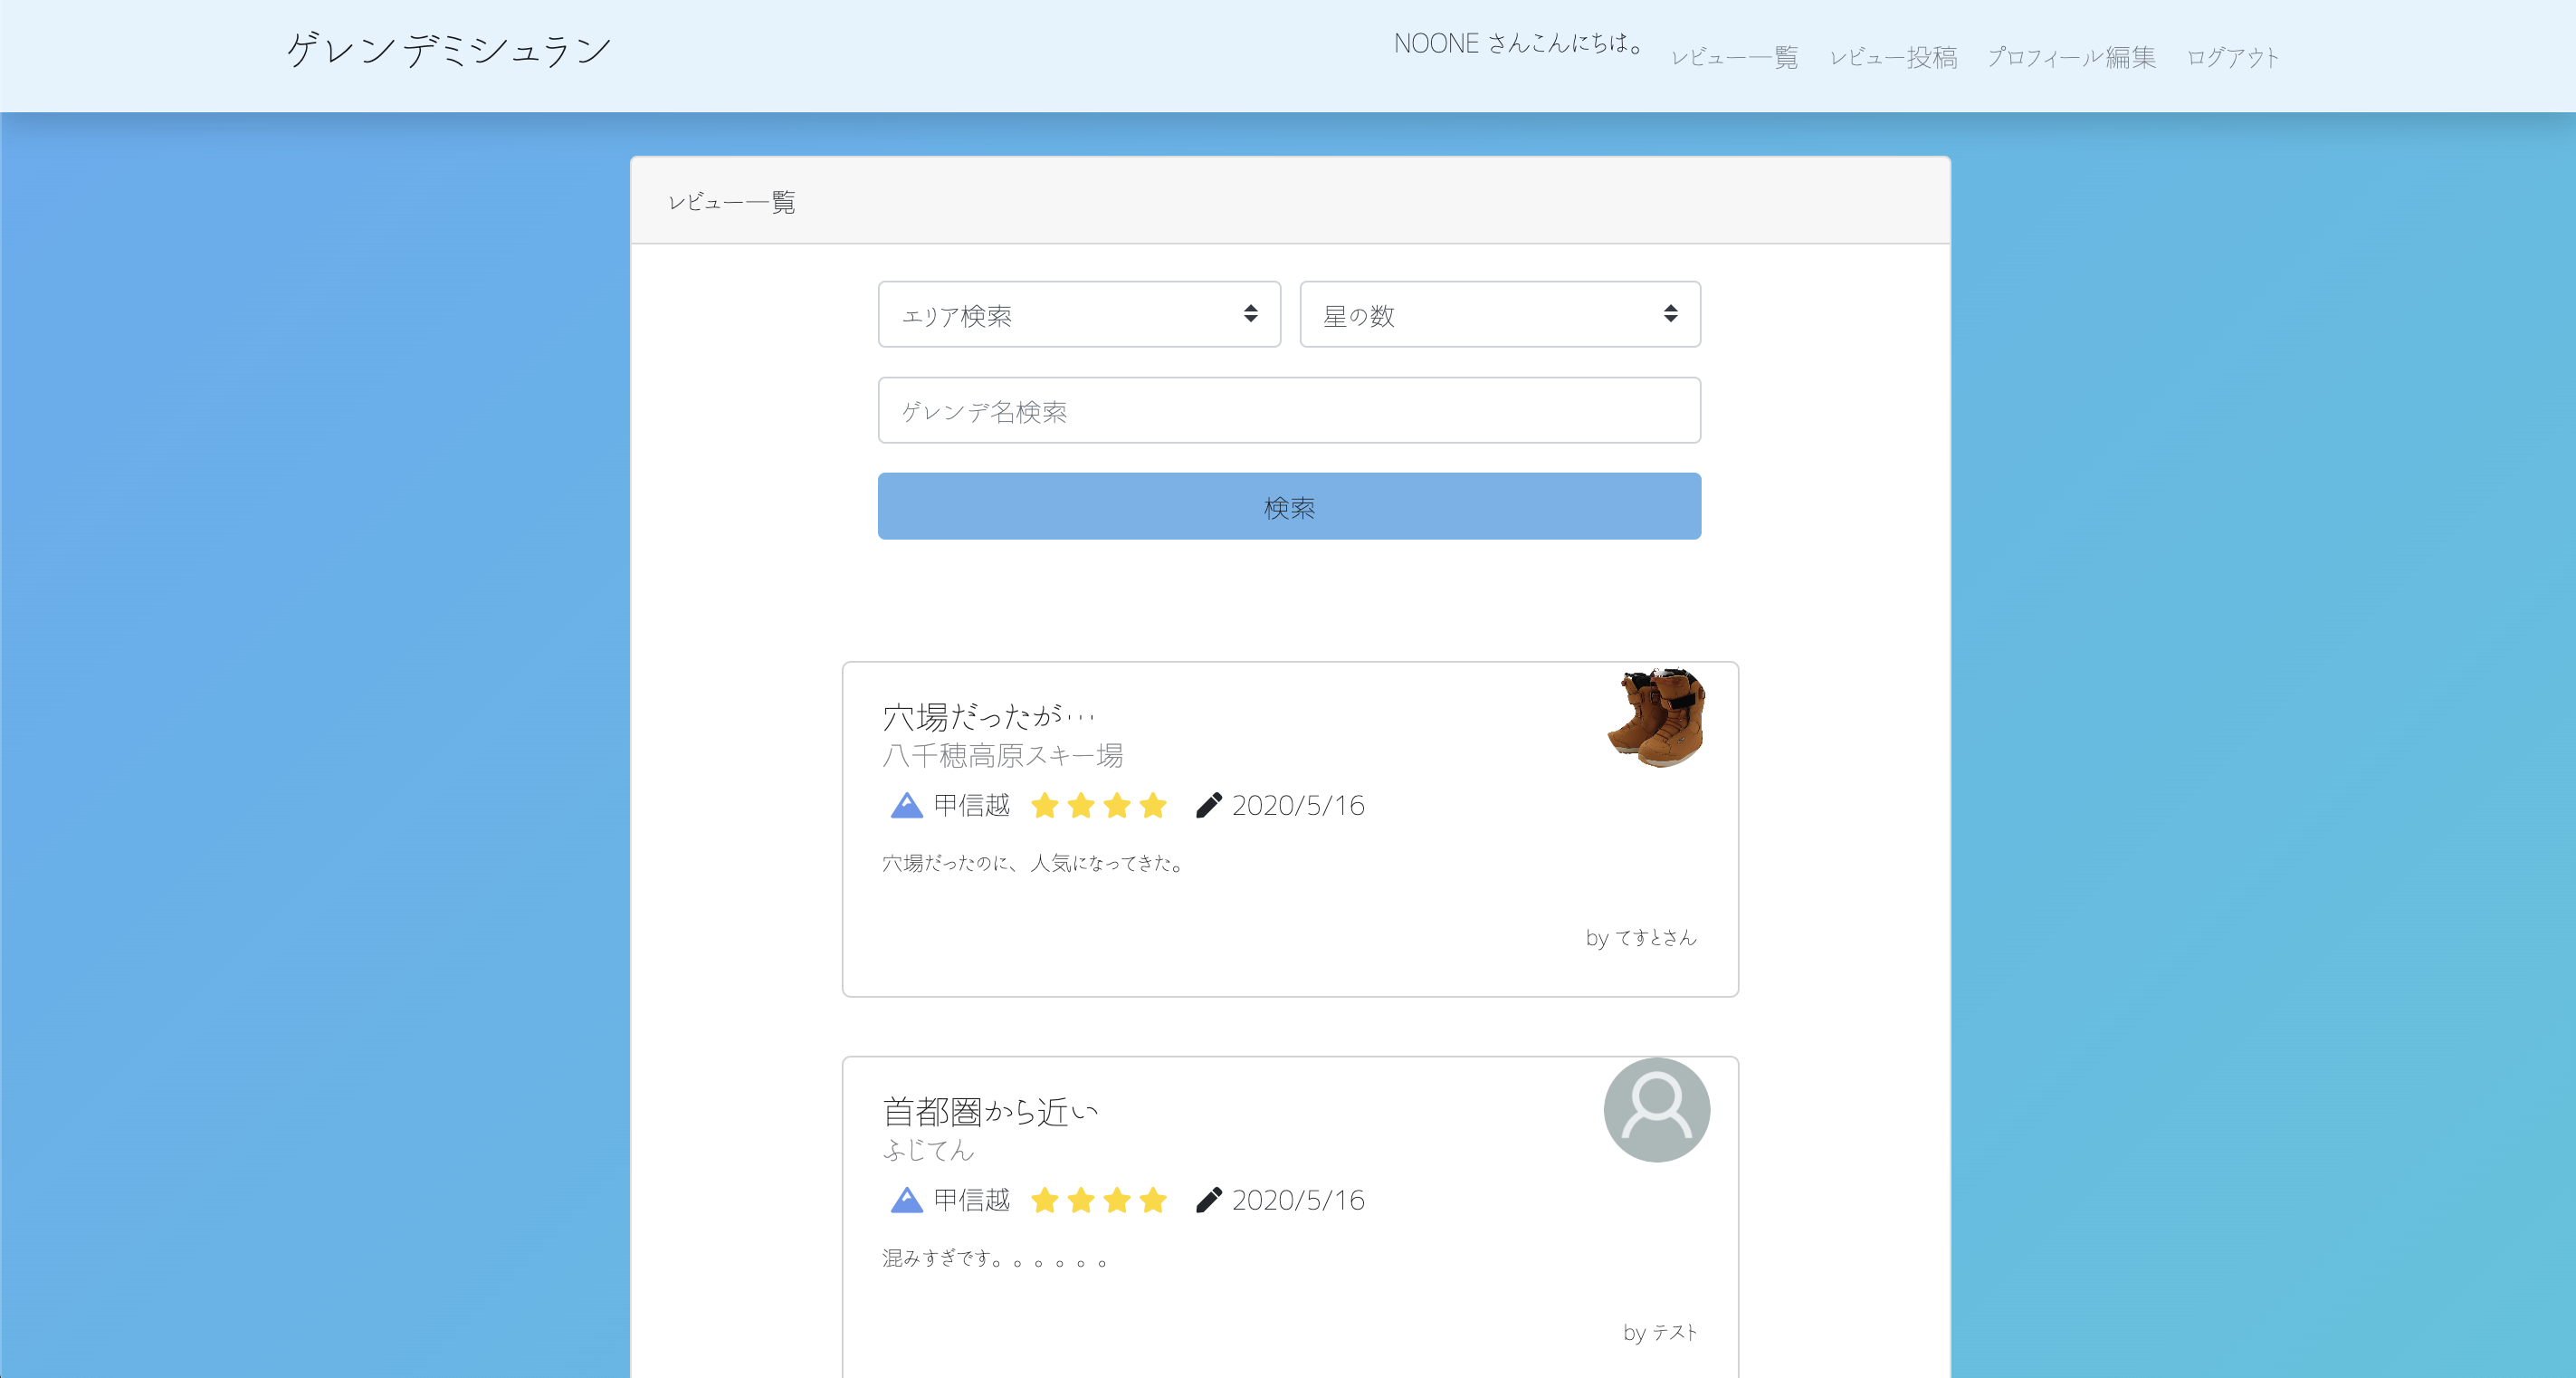 ゲレンデミシュラン
NOONE さんこんにちは。 レビュー一覧 レビュー投稿 プロフィール編集 ログアウト
レビュー一覧
エリア検索 星の数
ゲレンデ名検索
検索
穴場だったが…
八千穂高原スキー場
甲信越 2020/5/16
穴場だったのに、人気になってきた。
by てすとさん
首都圏から近い
ふじてん
甲信越 2020/5/16
混みすぎです。。。。。。
by テスト